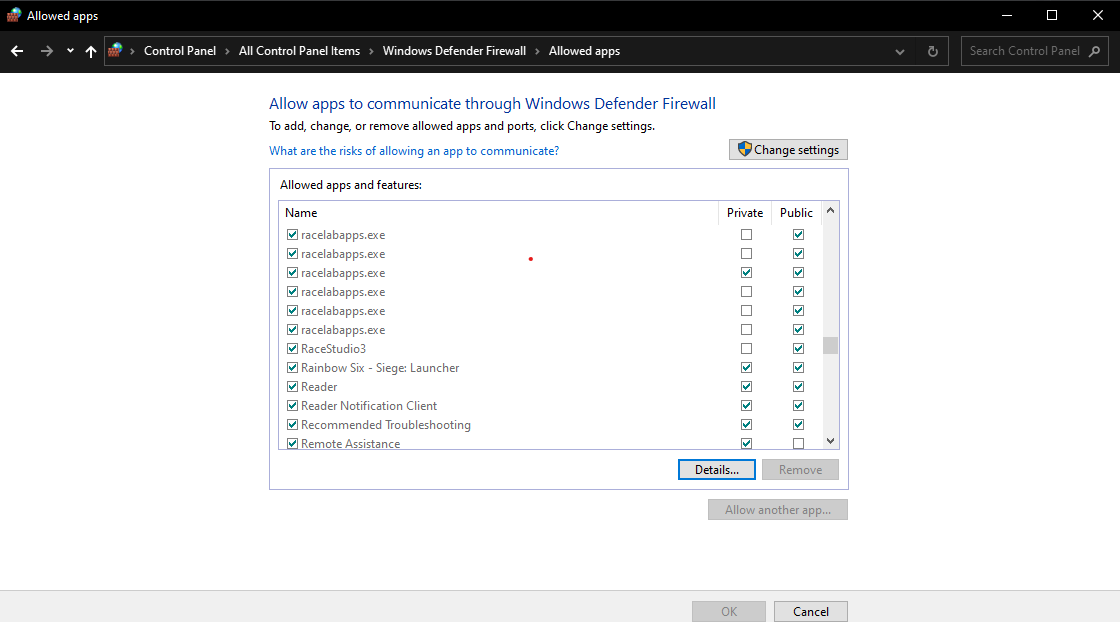 Allowed apps
Control Panel > All Control Panel Items > Windows Defender Firewall > Allowed apps
Search Control Panel
Allow apps to communicate through Windows Defender Firewall
To add, change, or remove allowed apps and ports, click Change settings.
What are the risks of allowing an app to communicate?
Change settings
Allowed apps and features:
Name Private Public
racelabapps.exe
racelabapps.exe
racelabapps.exe
racelabapps.exe
racelabapps.exe
racelabapps.exe
RaceStudio3
Rainbow Six - Siege: Launcher
Reader
Reader Notification Client
Recommended Troubleshooting
Remote Assistance
Details... Remove
Allow another app...
OK Cancel